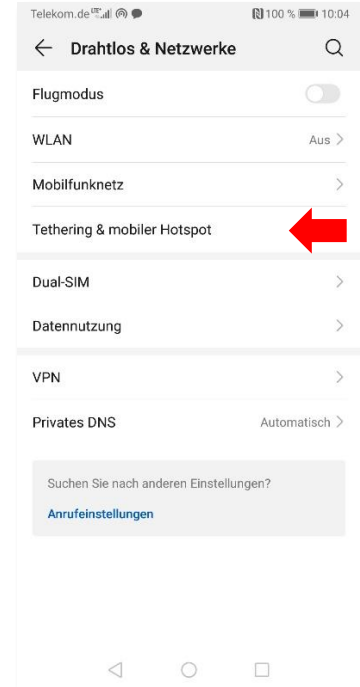 Telekom.de 100 % 10:04
Drahtlos & Netzwerke
Flugmodus
WLAN Aus
Mobilfunknetz
Tethering & mobiler Hotspot
Dual-SIM
Datennutzung
VPN
Privates DNS Automatisch
Suchen Sie nach anderen Einstellungen?
Anrufeinstellungen